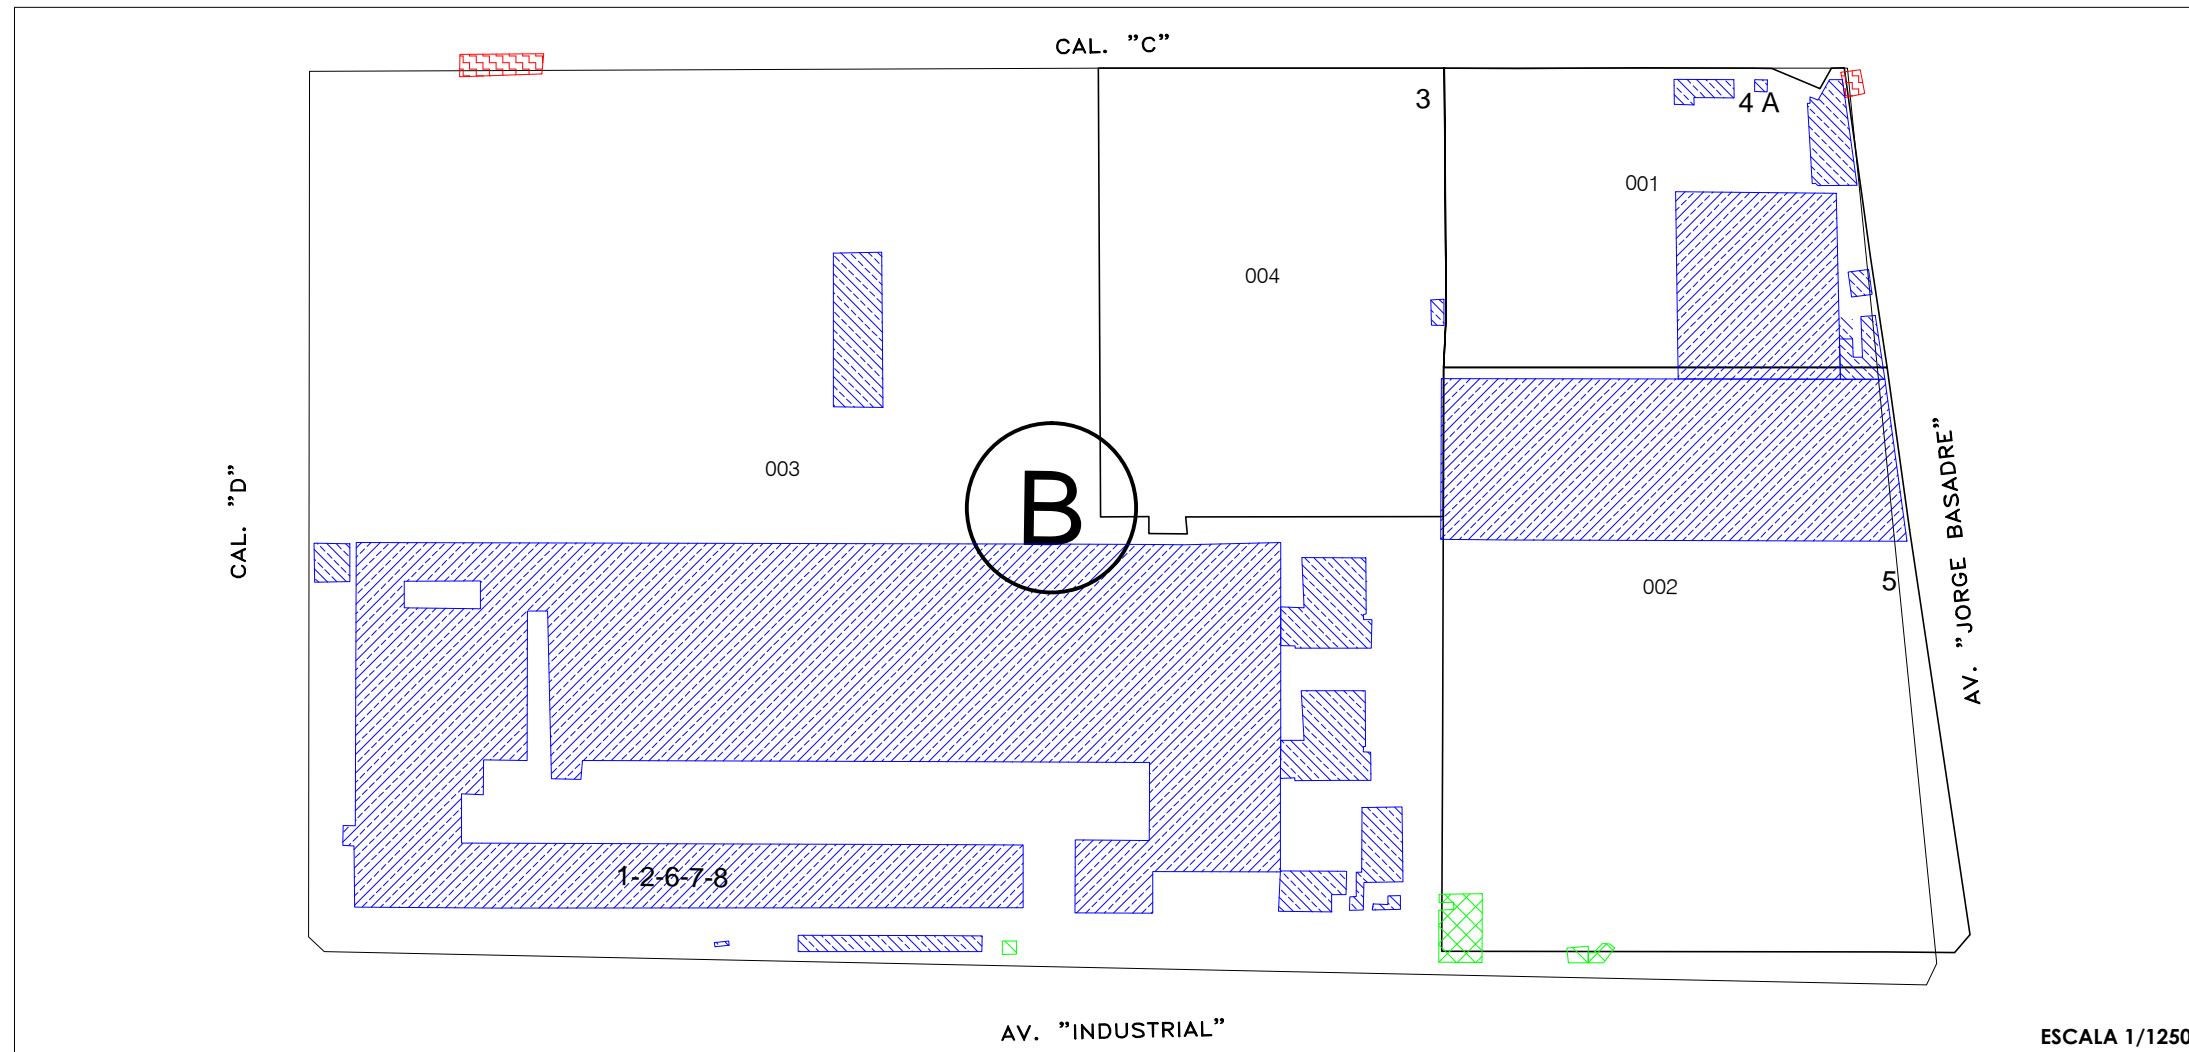 CAL. "C"
3
4 A
001
004
003
B
CAL. "D"
AV. "JORGE BASADRE"
5
002
1-2-6-7-8
AV. "INDUSTRIAL"
ESCALA 1/1250